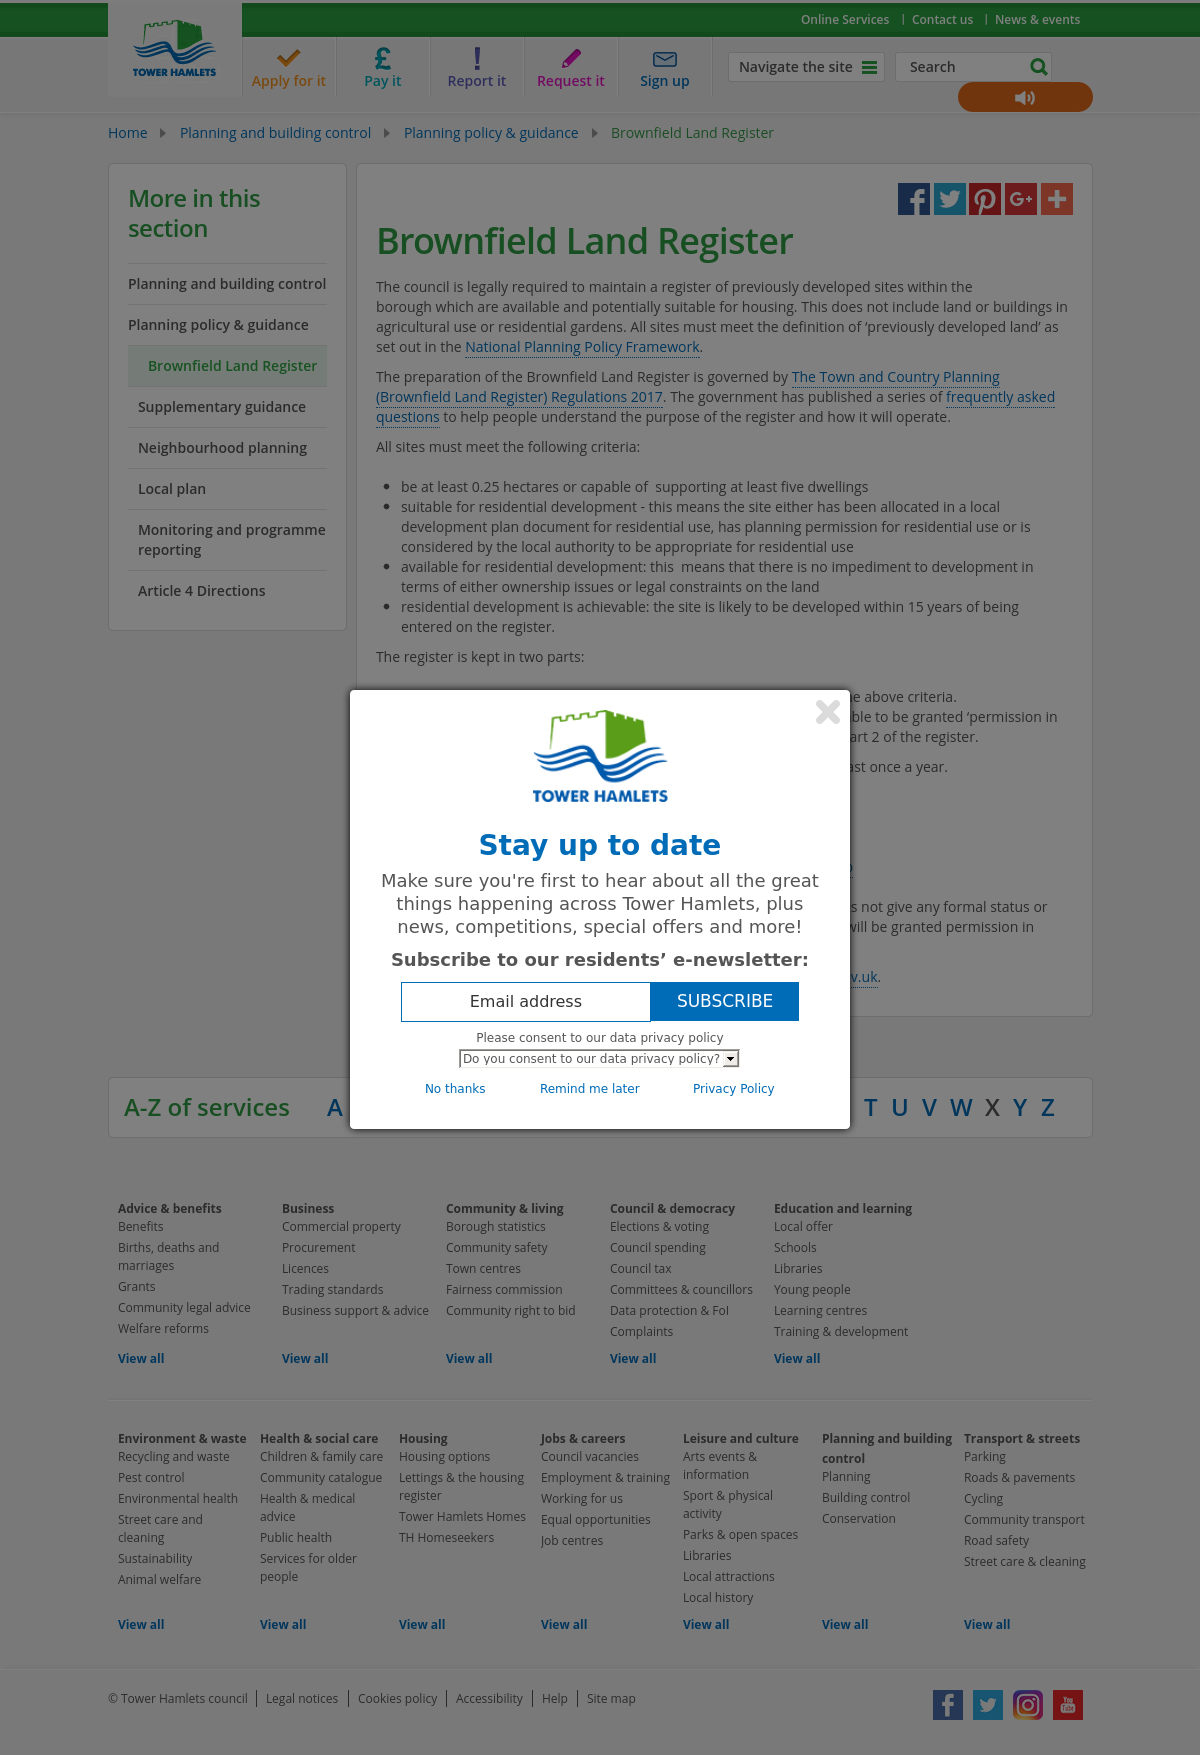 Online Services | Contact us | News & events
TOWER HAMLETS
Apply for it
Pay it
Report it
Request it
Sign up
Navigate the site
Search
Home
Planning and building control
Planning policy & guidance
Brownfield Land Register
More in this
section
Planning and building control
Planning policy & guidance
Brownfield Land Register
Supplementary guidance
Neighbourhood planning
Local plan
Monitoring and programme
reporting
Article 4 Directions
Brownfield Land Register
The council is legally required to maintain a register of previously developed sites within the
borough which are available and potentially suitable for housing. This does not include land or buildings in
agricultural use or residential gardens. All sites must meet the definition of ‘previously developed land’ as
set out in the National Planning Policy Framework.
The preparation of the Brownfield Land Register is governed by The Town and Country Planning
(Brownfield Land Register) Regulations 2017. The government has published a series of frequently asked
questions to help people understand the purpose of the register and how it will operate.
All sites must meet the following criteria:
be at least 0.25 hectares or capable of  supporting at least five dwellings
suitable for residential development - this means the site either has been allocated in a local
development plan document for residential use, has planning permission for residential use or is
considered by the local authority to be appropriate for residential use
available for residential development: this  means that there is no impediment to development in
terms of either ownership issues or legal constraints on the land
residential development is achievable: the site is likely to be developed within 15 years of being
entered on the register.
The register is kept in two parts:
above criteria.
to be granted ‘permission in
2 of the register.
once a year.
not give any formal status or
will be granted permission in
.uk.
TOWER HAMLETS
Stay up to date
Make sure you're first to hear about all the great
things happening across Tower Hamlets, plus
news, competitions, special offers and more!
Subscribe to our residents’ e-newsletter:
Email address
SUBSCRIBE
Please consent to our data privacy policy
Do you consent to our data privacy policy?
No thanks
Remind me later
Privacy Policy
A-Z of services A T U V W X Y Z
Advice & benefits
Benefits
Births, deaths and
marriages
Grants
Community legal advice
Welfare reforms
View all
Business
Commercial property
Procurement
Licences
Trading standards
Business support & advice
View all
Community & living
Borough statistics
Community safety
Town centres
Fairness commission
Community right to bid
View all
Council & democracy
Elections & voting
Council spending
Council tax
Committees & councillors
Data protection & FoI
Complaints
View all
Education and learning
Local offer
Schools
Libraries
Young people
Learning centres
Training & development
View all
Environment & waste
Recycling and waste
Pest control
Environmental health
Street care and
cleaning
Sustainability
Animal welfare
View all
Health & social care
Children & family care
Community catalogue
Health & medical
advice
Public health
Services for older
people
View all
Housing
Housing options
Lettings & the housing
register
Tower Hamlets Homes
TH Homeseekers
View all
Jobs & careers
Council vacancies
Employment & training
Working for us
Equal opportunities
Job centres
View all
Leisure and culture
Arts events &
information
Sport & physical
activity
Parks & open spaces
Libraries
Local attractions
Local history
View all
Planning and building
control
Planning
Building control
Conservation
View all
Transport & streets
Parking
Roads & pavements
Cycling
Community transport
Road safety
Street care & cleaning
View all
© Tower Hamlets council | Legal notices | Cookies policy | Accessibility | Help | Site map
You
Tube